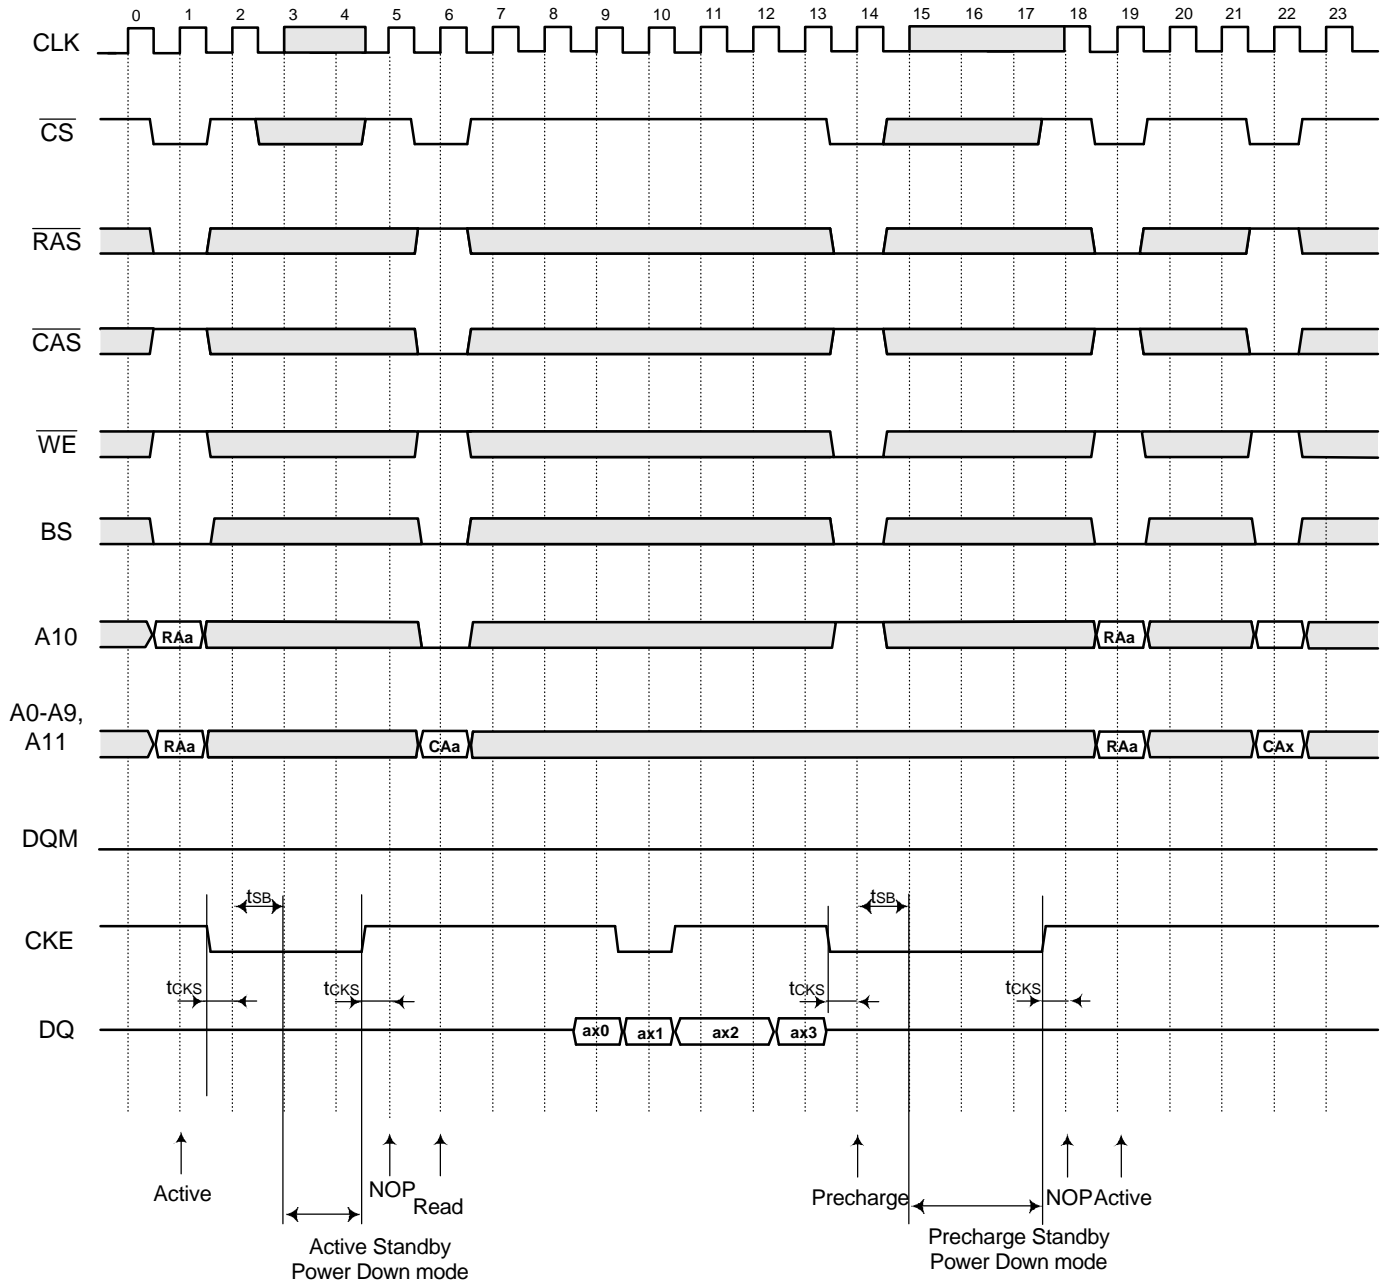 0 1 2 3 4 5 6 7 8 9 10 11 12 13 14 15 16 17 18 19 20 21 22 23
CLK
CS
RAS
CAS
WE
BS
A10
RAa
RAa
A0-A9,
A11
RAa
CAa
RAa
CAx
DQM
tSB
tSB
CKE
tCKS
tCKS
tCKS
tCKS
DQ
ax0
ax1
ax2
ax3
Active
NOP
Read
Precharge
NOP
Active
Active Standby
Power Down mode
Precharge Standby
Power Down mode